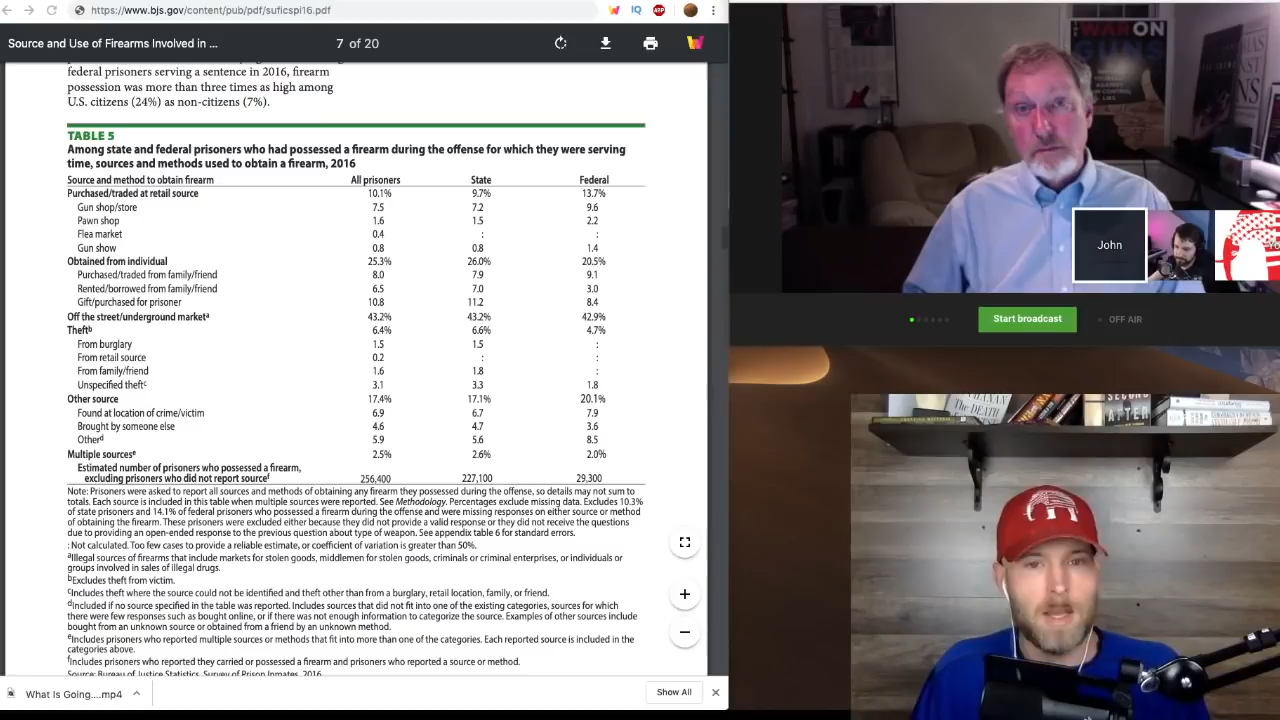 https://www.bjs.gov/content/pub/pdf/suficspi16.pdf
Source and Use of Firearms Involved in ...
7 of 20
federal prisoners serving a sentence in 2016, firearm
possession was more than three times as high among
U.S. citizens (24%) as non-citizens (7%).
TABLE 5
Among state and federal prisoners who had possessed a firearm during the offense for which they were serving
time, sources and methods used to obtain a firearm, 2016
Source and method to obtain firearm All prisoners State Federal
Purchased/traded at retail source 10.1% 9.7% 13.7%
Gun shop/store 7.5 7.2 9.6
Pawn shop 1.6 1.5 2.2
Flea market 0.4 : :
Gun show 0.8 0.8 1.4
Obtained from individual 25.3% 26.0% 20.5%
Purchased/traded from family/friend 8.0 7.9 9.1
Rented/borrowed from family/friend 6.5 7.0 3.0
Gift/purchased for prisoner 10.8 11.2 8.4
Off the street/underground marketa 43.2% 43.2% 42.9%
Theftb 6.4% 6.6% 4.7%
From burglary 1.5 1.5 :
From retail source 0.2 : :
From family/friend 1.6 1.8 :
Unspecified theftc 3.1 3.3 1.8
Other source 17.4% 17.1% 20.1%
Found at location of crime/victim 6.9 6.7 7.9
Brought by someone else 4.6 4.7 3.6
Otherd 5.9 5.6 8.5
Multiple sourcese 2.5% 2.6% 2.0%
Estimated number of prisoners who possessed a firearm,
excluding prisoners who did not report sourcef 256,400 227,100 29,300
Note: Prisoners were asked to report all sources and methods of obtaining any firearm they possessed during the offense, so details may not sum to
totals. Each source is included in this table when multiple sources were reported. See Methodology. Percentages exclude missing data. Excludes 10.3%
of state prisoners and 14.1% of federal prisoners who possessed a firearm during the offense and were missing responses on either source or method
of obtaining the firearm. These prisoners were excluded either because they did not provide a valid response or they did not receive the questions
due to providing an open-ended response to the previous question about type of weapon. See appendix table 6 for standard errors.
: Not calculated. Too few cases to provide a reliable estimate, or coefficient of variation is greater than 50%.
aIllegal sources of firearms that include markets for stolen goods, middlemen for stolen goods, criminals or criminal enterprises, or individuals or
groups involved in sales of illegal drugs.
bExcludes theft from victim.
cIncludes theft where the source could not be identified and theft other than from a burglary, retail location, family, or friend.
dIncluded if no source specified in the table was reported. Includes sources that did not fit into one of the existing categories, sources for which
there were few responses such as bought online, or if there was not enough information to categorize the source. Examples of other sources include
bought from an unknown source or obtained from a friend by an unknown method.
eIncludes prisoners who reported multiple sources or methods that fit into more than one of the categories. Each reported source is included in the
categories above.
fIncludes prisoners who reported they carried or possessed a firearm and prisoners who reported a source or method.
Source: Bureau of Justice Statistics, Survey of Prison Inmates, 2016.
What Is Going....mp4
Show All
WAR ON
GUNS
John
Start broadcast
OFF AIR
The DEATH
SECOND
AFTER